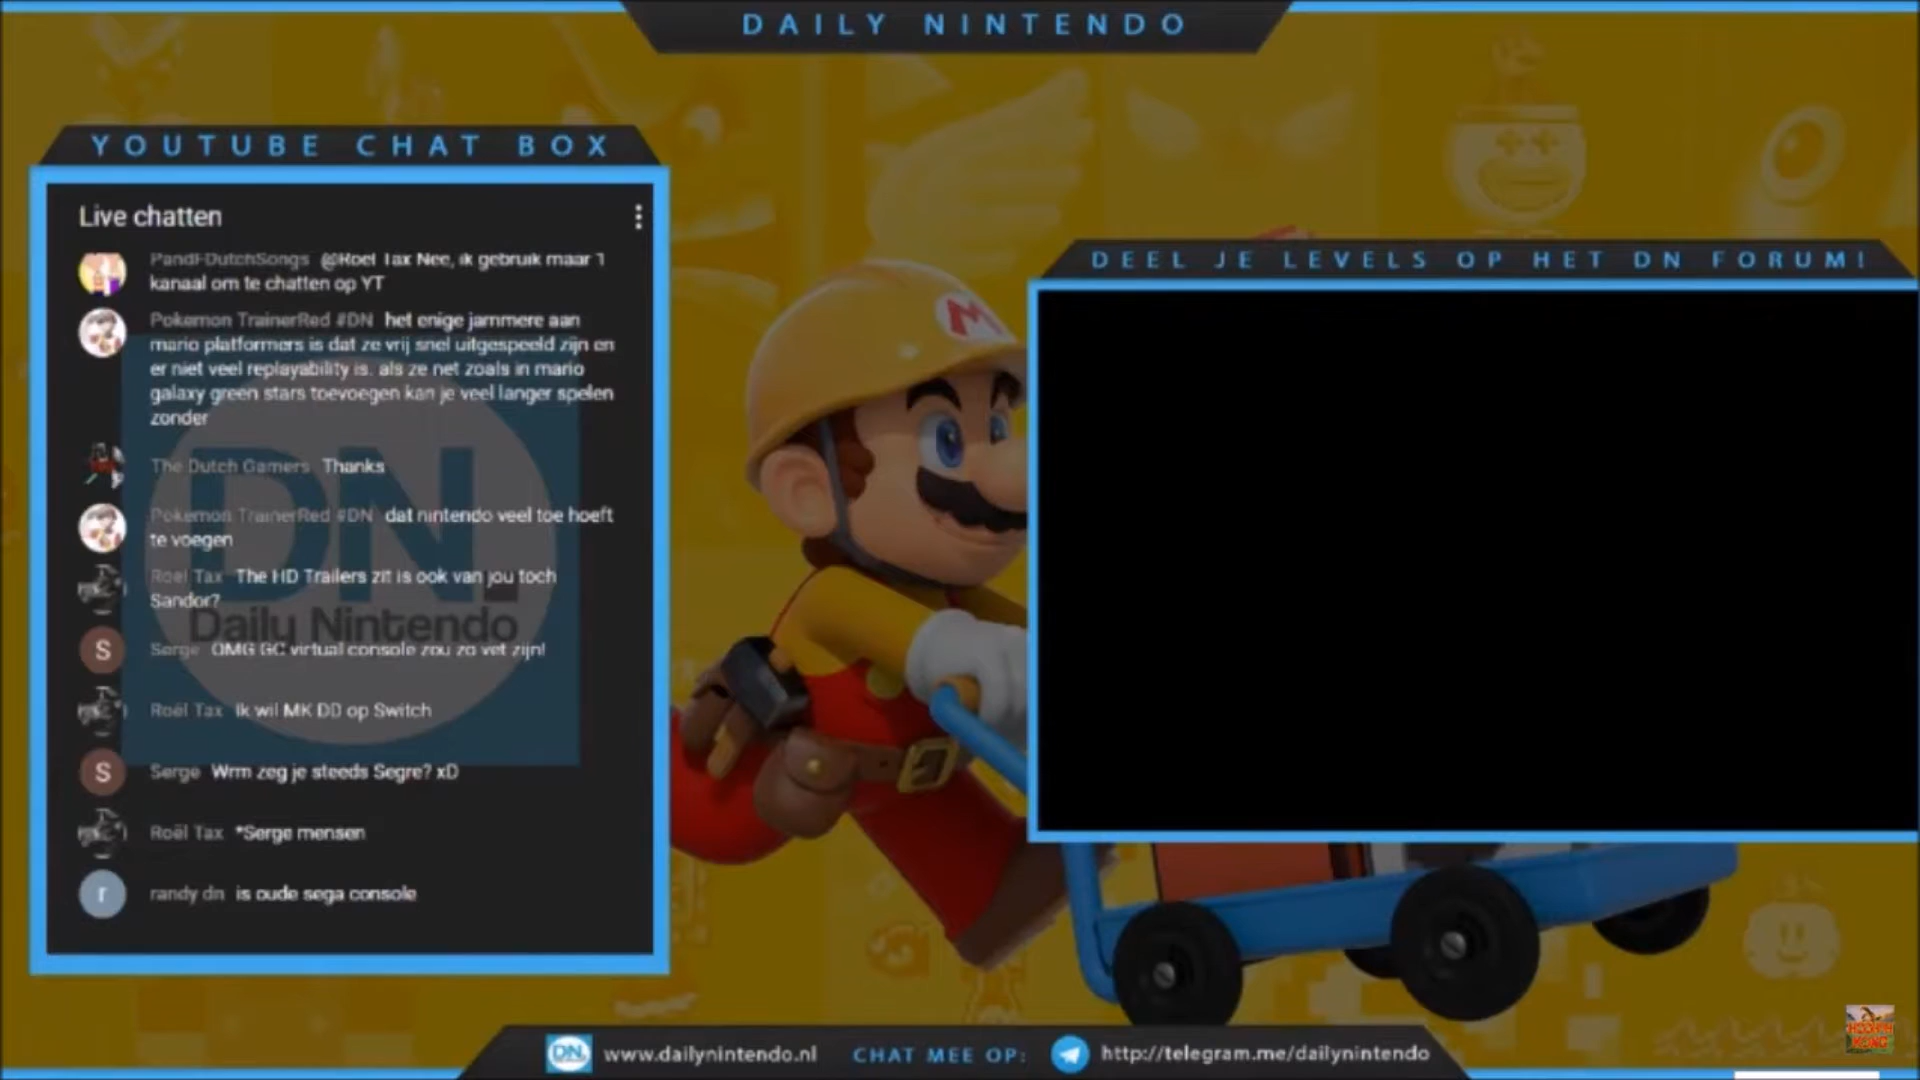 DAILY NINTENDO
YOUTUBE CHAT BOX
Live chatten
PandFDutchSongs @Roel Tax Nee, ik gebruik maar 1
kanaal om te chatten op YT
Pokemon TrainerRed #DN het enige jammere aan
mario platformers is dat ze vrij snel uitgespeeld zijn en
er niet veel replayability is. als ze net zoals in mario
galaxy green stars toevoegen kan je veel langer spelen
zonder
The Dutch Gamers Thanks
Pokemon TrainerRed #DN dat nintendo veel toe hoeft
te voegen
Roël Tax The HD Trailers zit is ook van jou toch
Sandor?
S Serge OMG GC virtual console zou zo vet zijn!
Roël Tax Ik wil MK DD op Switch
S Serge Wrm zeg je steeds Segre? xD
Roël Tax *Serge mensen
r randy dn is oude sega console
DN.
Daily Nintendo
DEEL JE LEVELS OP HET DN FORUM!
M
DN. www.dailynintendo.nl CHAT MEE OP: http://telegram.me/dailynintendo